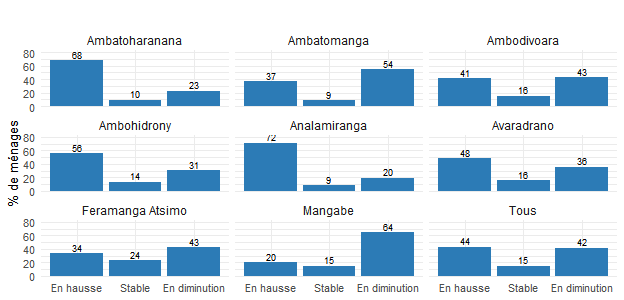 Ambatoharanana Ambatomanga Ambodivoara
80 68 10 23 37 9 54 41 16 43
60
40
20
0
Ambohidrony Analamiranga Avaradrano
80 56 14 31 72 9 20 48 16 36
60
40
20
0
Feramanga Atsimo Mangabe Tous
80 34 24 43 20 15 64 44 15 42
60
40
20
0
En hausse Stable En diminution En hausse Stable En diminution En hausse Stable En diminution
% de ménages